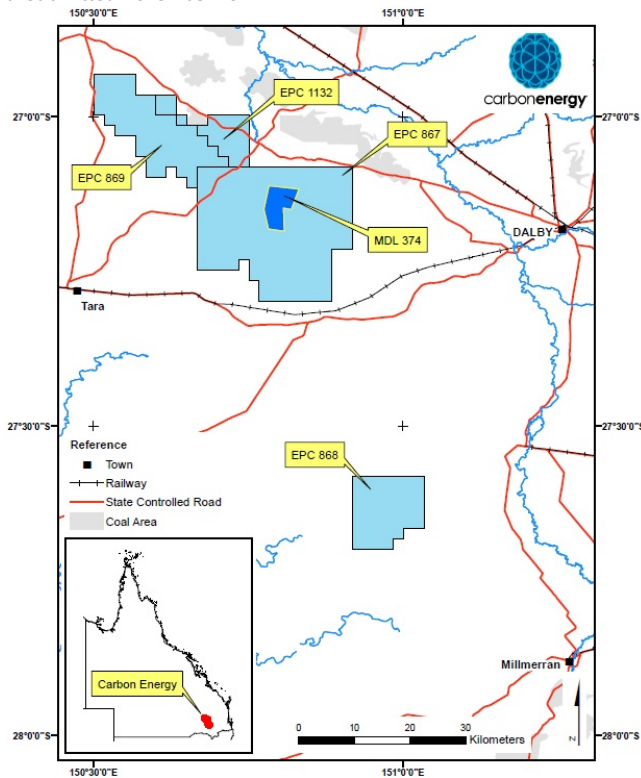 150°30'0"E
151°0'0"E
carbonenergy
27°0'0"S
27°0'0"S
EPC 1132
EPC 867
EPC 869
MDL 374
DALBY
Tara
27°30'0"S
27°30'0"S
EPC 868
Reference
Town
Railway
State Controlled Road
Coal Area
Carbon Energy
Millmerran
N
0 10 20 30
Kilometers
28°0'0"S
28°0'0"S
150°30'0"E
151°0'0"E